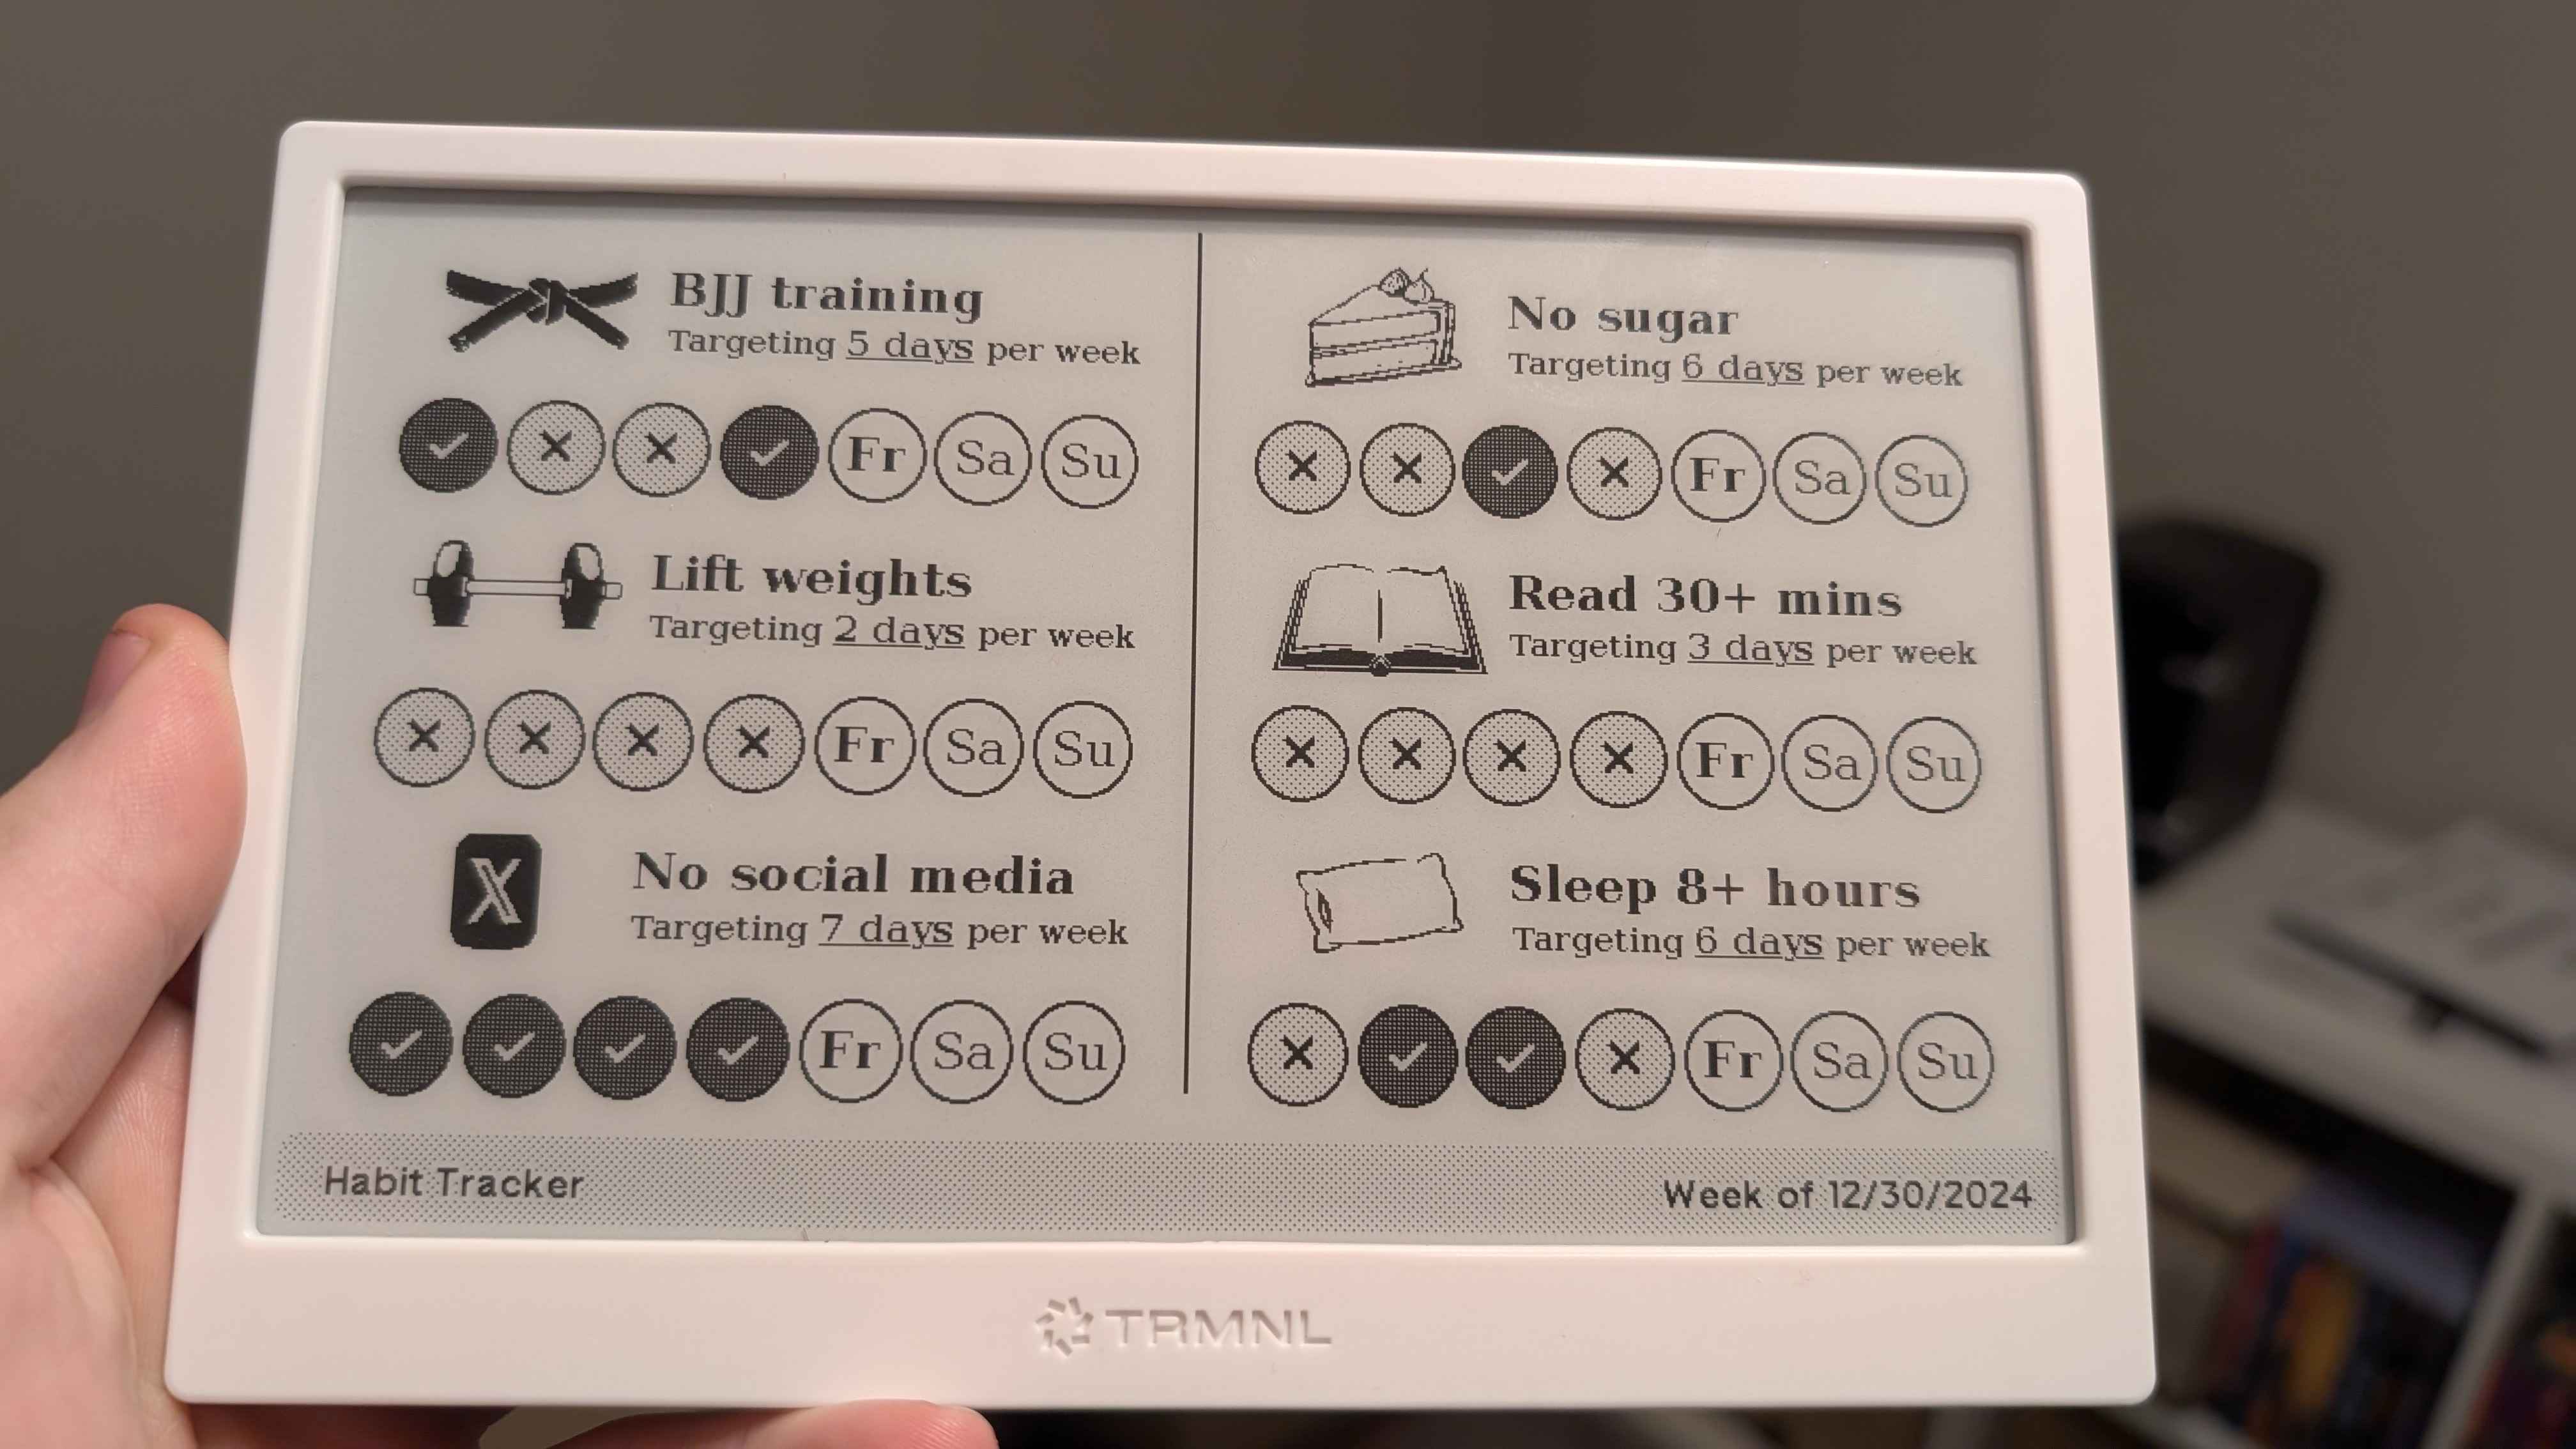 BJJ training
Targeting 5 days per week
Fr Sa Su
Lift weights
Targeting 2 days per week
Fr Sa Su
X
No social media
Targeting 7 days per week
Fr Sa Su
No sugar
Targeting 6 days per week
Fr Sa Su
Read 30+ mins
Targeting 3 days per week
Fr Sa Su
Sleep 8+ hours
Targeting 6 days per week
Fr Sa Su
Habit Tracker
Week of 12/30/2024
TRMNL